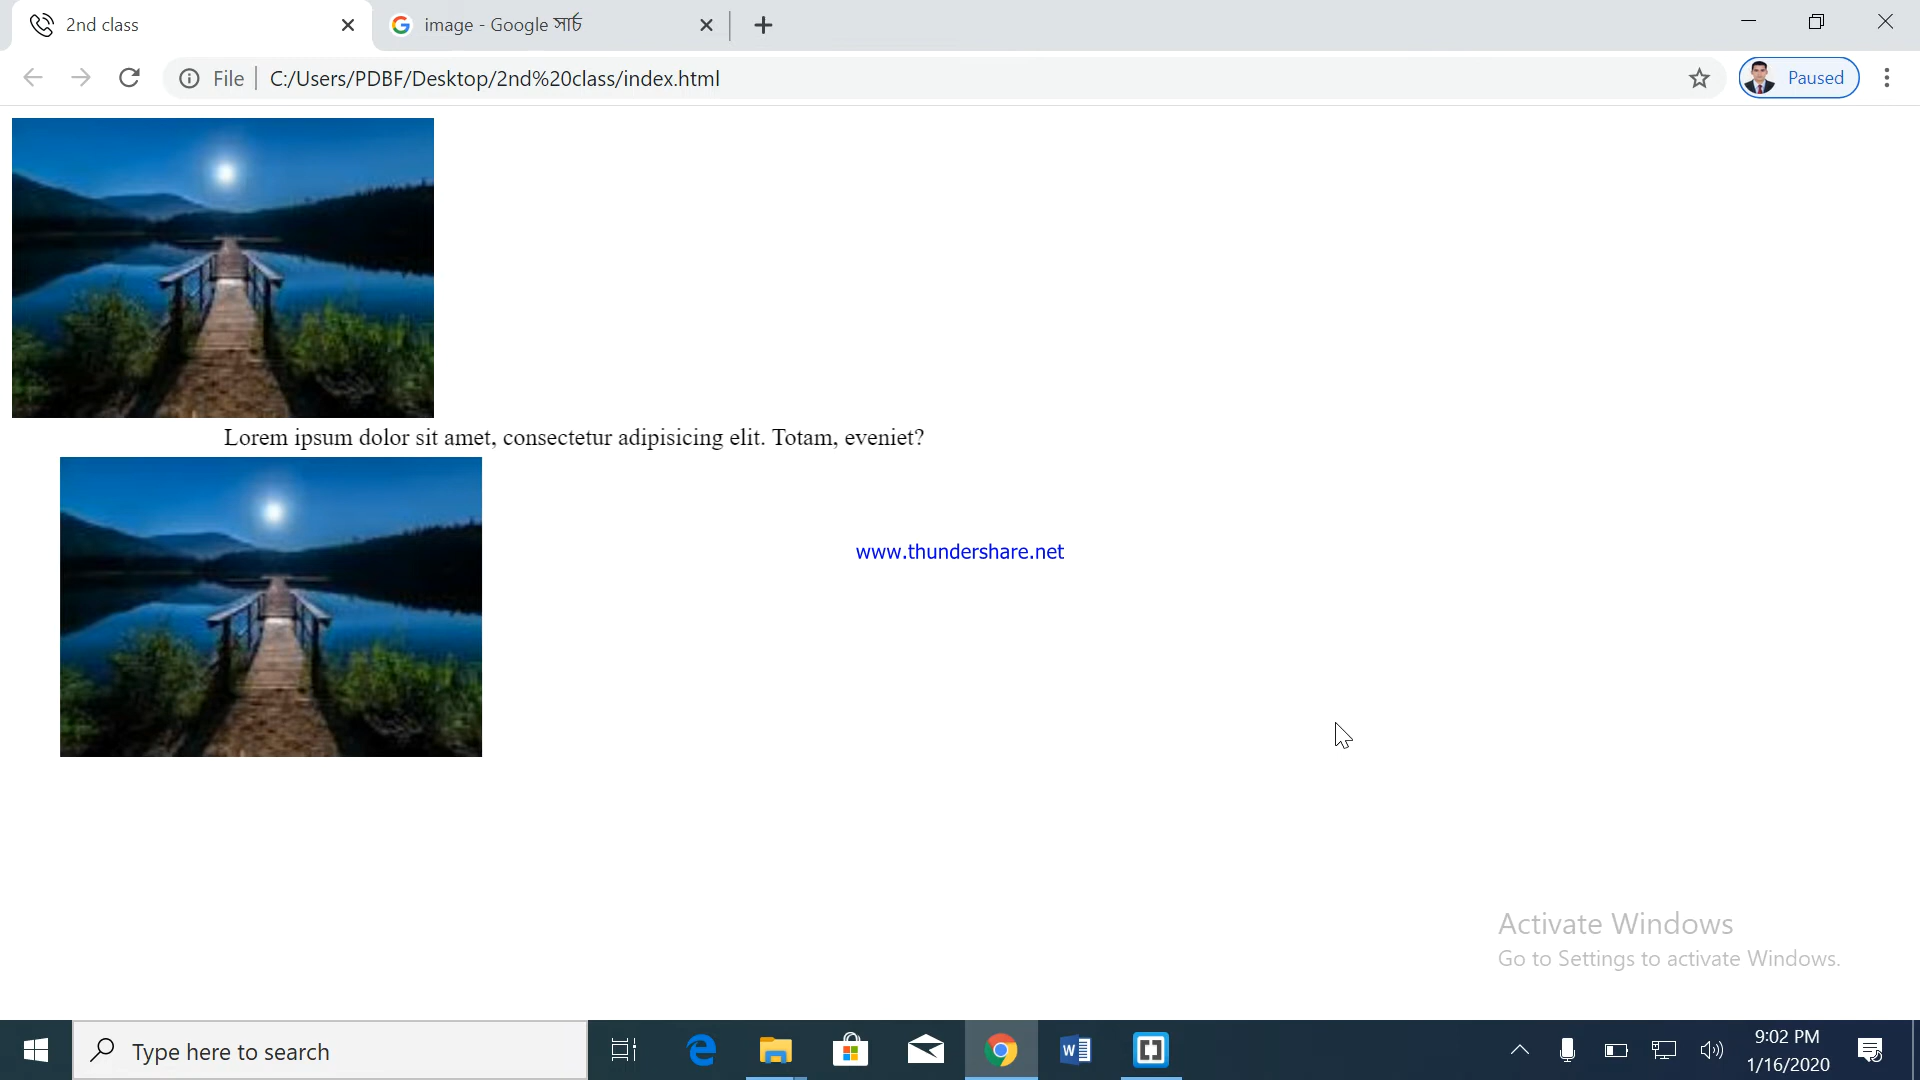 2nd class
image - Google সার্চ
File
C:/Users/PDBF/Desktop/2nd%20class/index.html
Paused
Lorem ipsum dolor sit amet, consectetur adipisicing elit. Totam, eveniet?
www.thundershare.net
Activate Windows
Go to Settings to activate Windows.
Type here to search
9:02 PM
1/16/2020